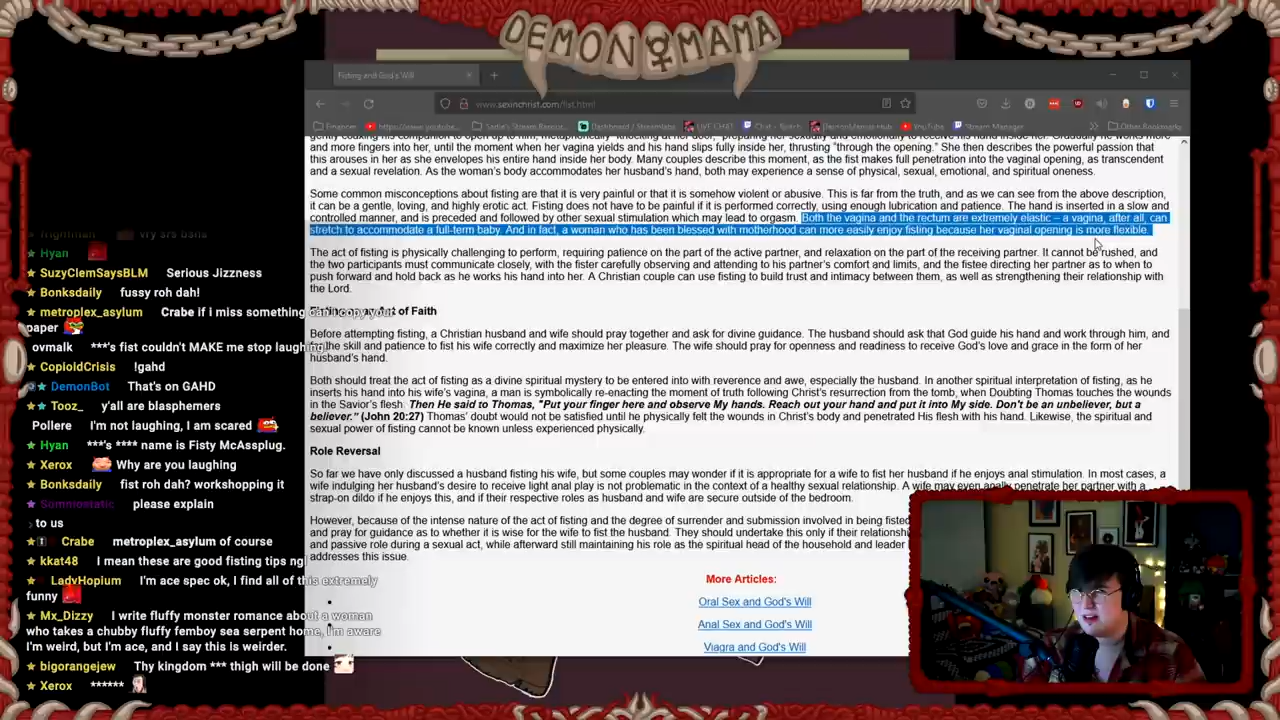 DEMON MAMA
Fisting and God's Will
www.sexinchrist.com/fist.html
more fingers into her, until the moment when her vagina yields and his hand slips fully inside her, thrusting "through the opening." She then describes the powerful passion that
this arouses in her as she envelopes his entire hand inside her body. Many couples describe this moment, as the fist makes full penetration into the vaginal opening, as transcendent
and a sexual revelation. As the woman's body accommodates her husband's hand, both may experience a sense of physical, sexual, emotional, and spiritual oneness.
Some common misconceptions about fisting are that it is very painful or that it is somehow violent or abusive. This is far from the truth, and as we can see from the above description,
it can be a gentle, loving, and highly erotic act. Fisting does not have to be painful if it is performed correctly, using enough lubrication and patience. The hand is inserted in a slow and
controlled manner, and is preceded and followed by other sexual stimulation which may lead to orgasm. Both the vagina and the rectum are extremely elastic – a vagina, after all, can
stretch to accommodate a full-term baby. And in fact, a woman who has been blessed with motherhood can more easily enjoy fisting because her vaginal opening is more flexible.
The act of fisting is physically challenging to perform, requiring patience on the part of the active partner, and relaxation on the part of the receiving partner. It cannot be rushed, and
the two participants must communicate closely, with the fister carefully observing and attending to his partner's comfort and limits, and the fistee directing her partner as to when to
push forward and hold back as he works his hand into her. A Christian couple can use fisting to build trust and intimacy between them, as well as strengthening their relationship with
the Lord.
Act of Faith
Before attempting fisting, a Christian husband and wife should pray together and ask for divine guidance. The husband should ask that God guide his hand and work through him, and
for the skill and patience to fist his wife correctly and maximize her pleasure. The wife should pray for openness and readiness to receive God's love and grace in the form of her
husband's hand.
Both should treat the act of fisting as a divine spiritual mystery to be entered into with reverence and awe, especially the husband. In another spiritual interpretation of fisting, as he
inserts his hand into his wife's vagina, a man is symbolically re-enacting the moment of truth following Christ's resurrection from the tomb, when Doubting Thomas touches the wounds
in the Savior's flesh: Then He said to Thomas, "Put your finger here and observe My hands. Reach out your hand and put it into My side. Don't be an unbeliever, but a
believer." (John 20:27) Thomas' doubt would not be satisfied until he physically felt the wounds in Christ's body and penetrated His flesh with his hand. Likewise, the spiritual and
sexual power of fisting cannot be known unless experienced physically.
Role Reversal
So far we have only discussed a husband fisting his wife, but some couples may wonder if it is appropriate for a wife to fist her husband if he enjoys anal stimulation. In most cases, a
wife indulging her husband's desire to receive light anal play is not problematic in the context of a healthy sexual relationship. A wife may even anally penetrate her partner with a
strap-on dildo if he enjoys this, and if their respective roles as husband and wife are secure outside of the bedroom.
However, because of the intense nature of the act of fisting and the degree of surrender and submission involved in being fisted
and pray for guidance as to whether it is wise for the wife to fist the husband. They should undertake this only if their relationsh
and passive role during a sexual act, while afterward still maintaining his role as the spiritual head of the household and leader
addresses this issue.
More Articles:
Oral Sex and God's Will
Anal Sex and God's Will
Viagra and God's Will
Hyan
SuzyClemSaysBLM Serious Jizzness
Bonksdaily fussy roh dah!
metroplex_asylum Crabe if i miss something can i copy your
paper
ovmalk ***'s fist couldn't MAKE me stop laughing
CopioldCrisis !gahd
DemonBot That's on GAHD
Tooz_ y'all are blasphemers
Pollere I'm not laughing, I am scared
Hyan ***'s **** name is Fisty McAssplug.
Xerox Why are you laughing
Bonksdaily fist roh dah? workshopping it
Somniostatic please explain
to us
Crabe metroplex_asylum of course
kkat48 I mean these are good fisting tips ngl
LadyHopium I'm ace spec ok, I find all of this extremely
funny
Mx_Dizzy I write fluffy monster romance about a woman
who takes a chubby fluffy femboy sea serpent home, I'm aware
I'm weird, but I'm ace, and I say this is weirder.
bigorangejew Thy kingdom *** thigh will be done
Xerox ******